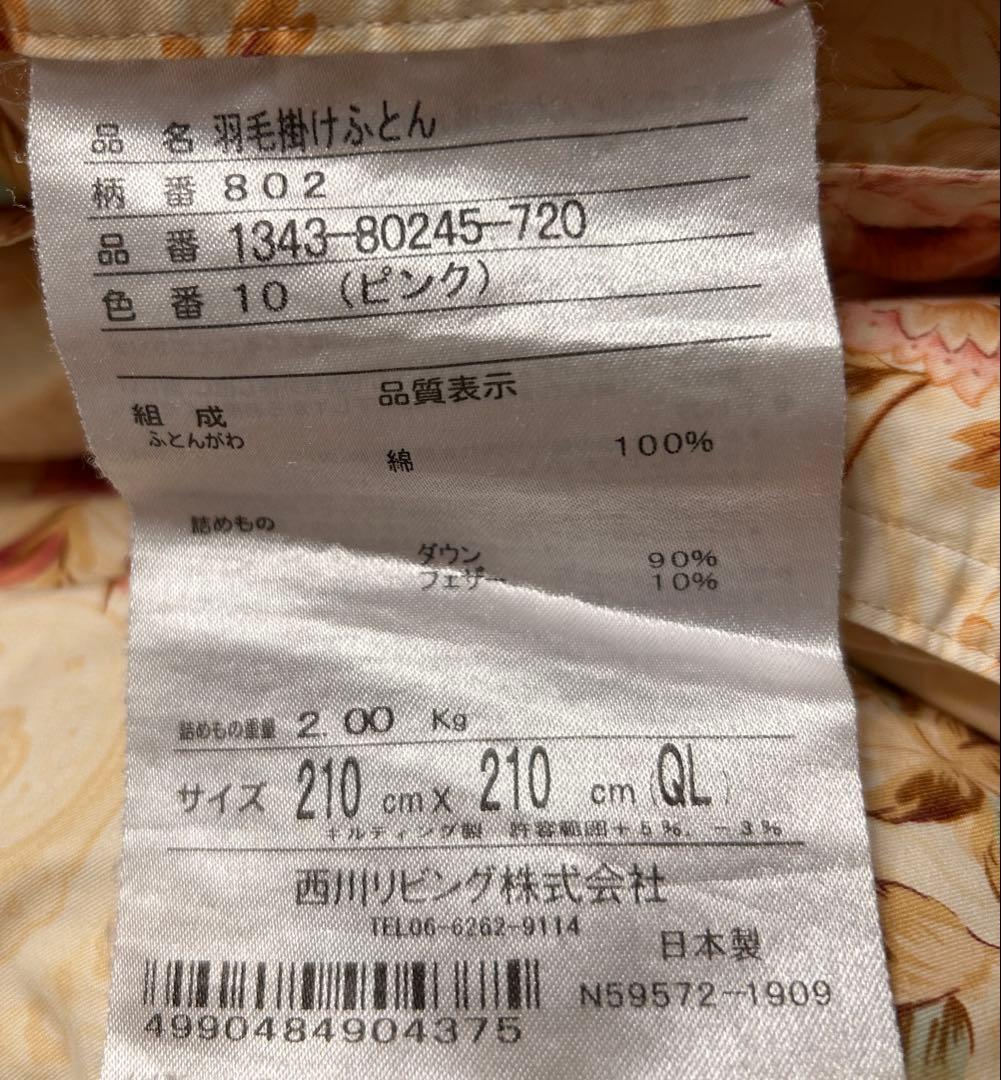 品 名 羽毛掛けふとん
柄 番 802
品 番 1343-80245-720
色 番 10 (ピンク)
品質表示
組 成
ふとんがわ
綿 100%
詰めもの
ダウン 90%
フェザー 10%
詰めもの重量 2.00 Kg
サイズ 210 cm x 210 cm (QL)
キルティング製 許容範囲+5%. -3%
西川リビング株式会社
TEL06-6262-9114
日本製
N59572-1909
4990484904375